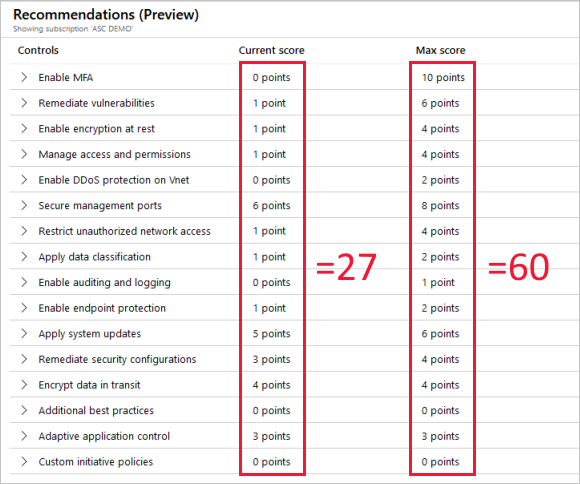 Recommendations (Preview)
Showing subscription 'ASC DEMO'
Controls Current score Max score
Enable MFA 0 points 10 points
Remediate vulnerabilities 1 point 6 points
Enable encryption at rest 1 point 4 points
Manage access and permissions 1 point 4 points
Enable DDoS protection on Vnet 0 points 2 points
Secure management ports 6 points 8 points
Restrict unauthorized network access 1 point 4 points
Apply data classification 1 point =27 2 points =60
Enable auditing and logging 0 points 1 point
Enable endpoint protection 1 point 2 points
Apply system updates 5 points 6 points
Remediate security configurations 3 points 4 points
Encrypt data in transit 4 points 4 points
Additional best practices 0 points 0 points
Adaptive application control 3 points 3 points
Custom initiative policies 0 points 0 points